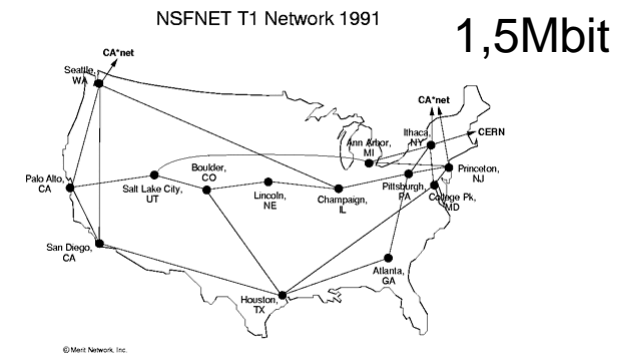 NSFNET T1 Network 1991
1,5Mbit
CA*net
Seattle,
WA
CA*net
Ithaca,
NY
CERN
Ann Arbor,
MI
Princeton,
NJ
Boulder,
CO
Palo Alto,
CA
Salt Lake City,
UT
Lincoln,
NE
Champaign,
IL
Pittsburgh,
PA
College Pk,
MD
San Diego,
CA
Atlanta,
GA
Houston,
TX
© Merit Network, Inc.